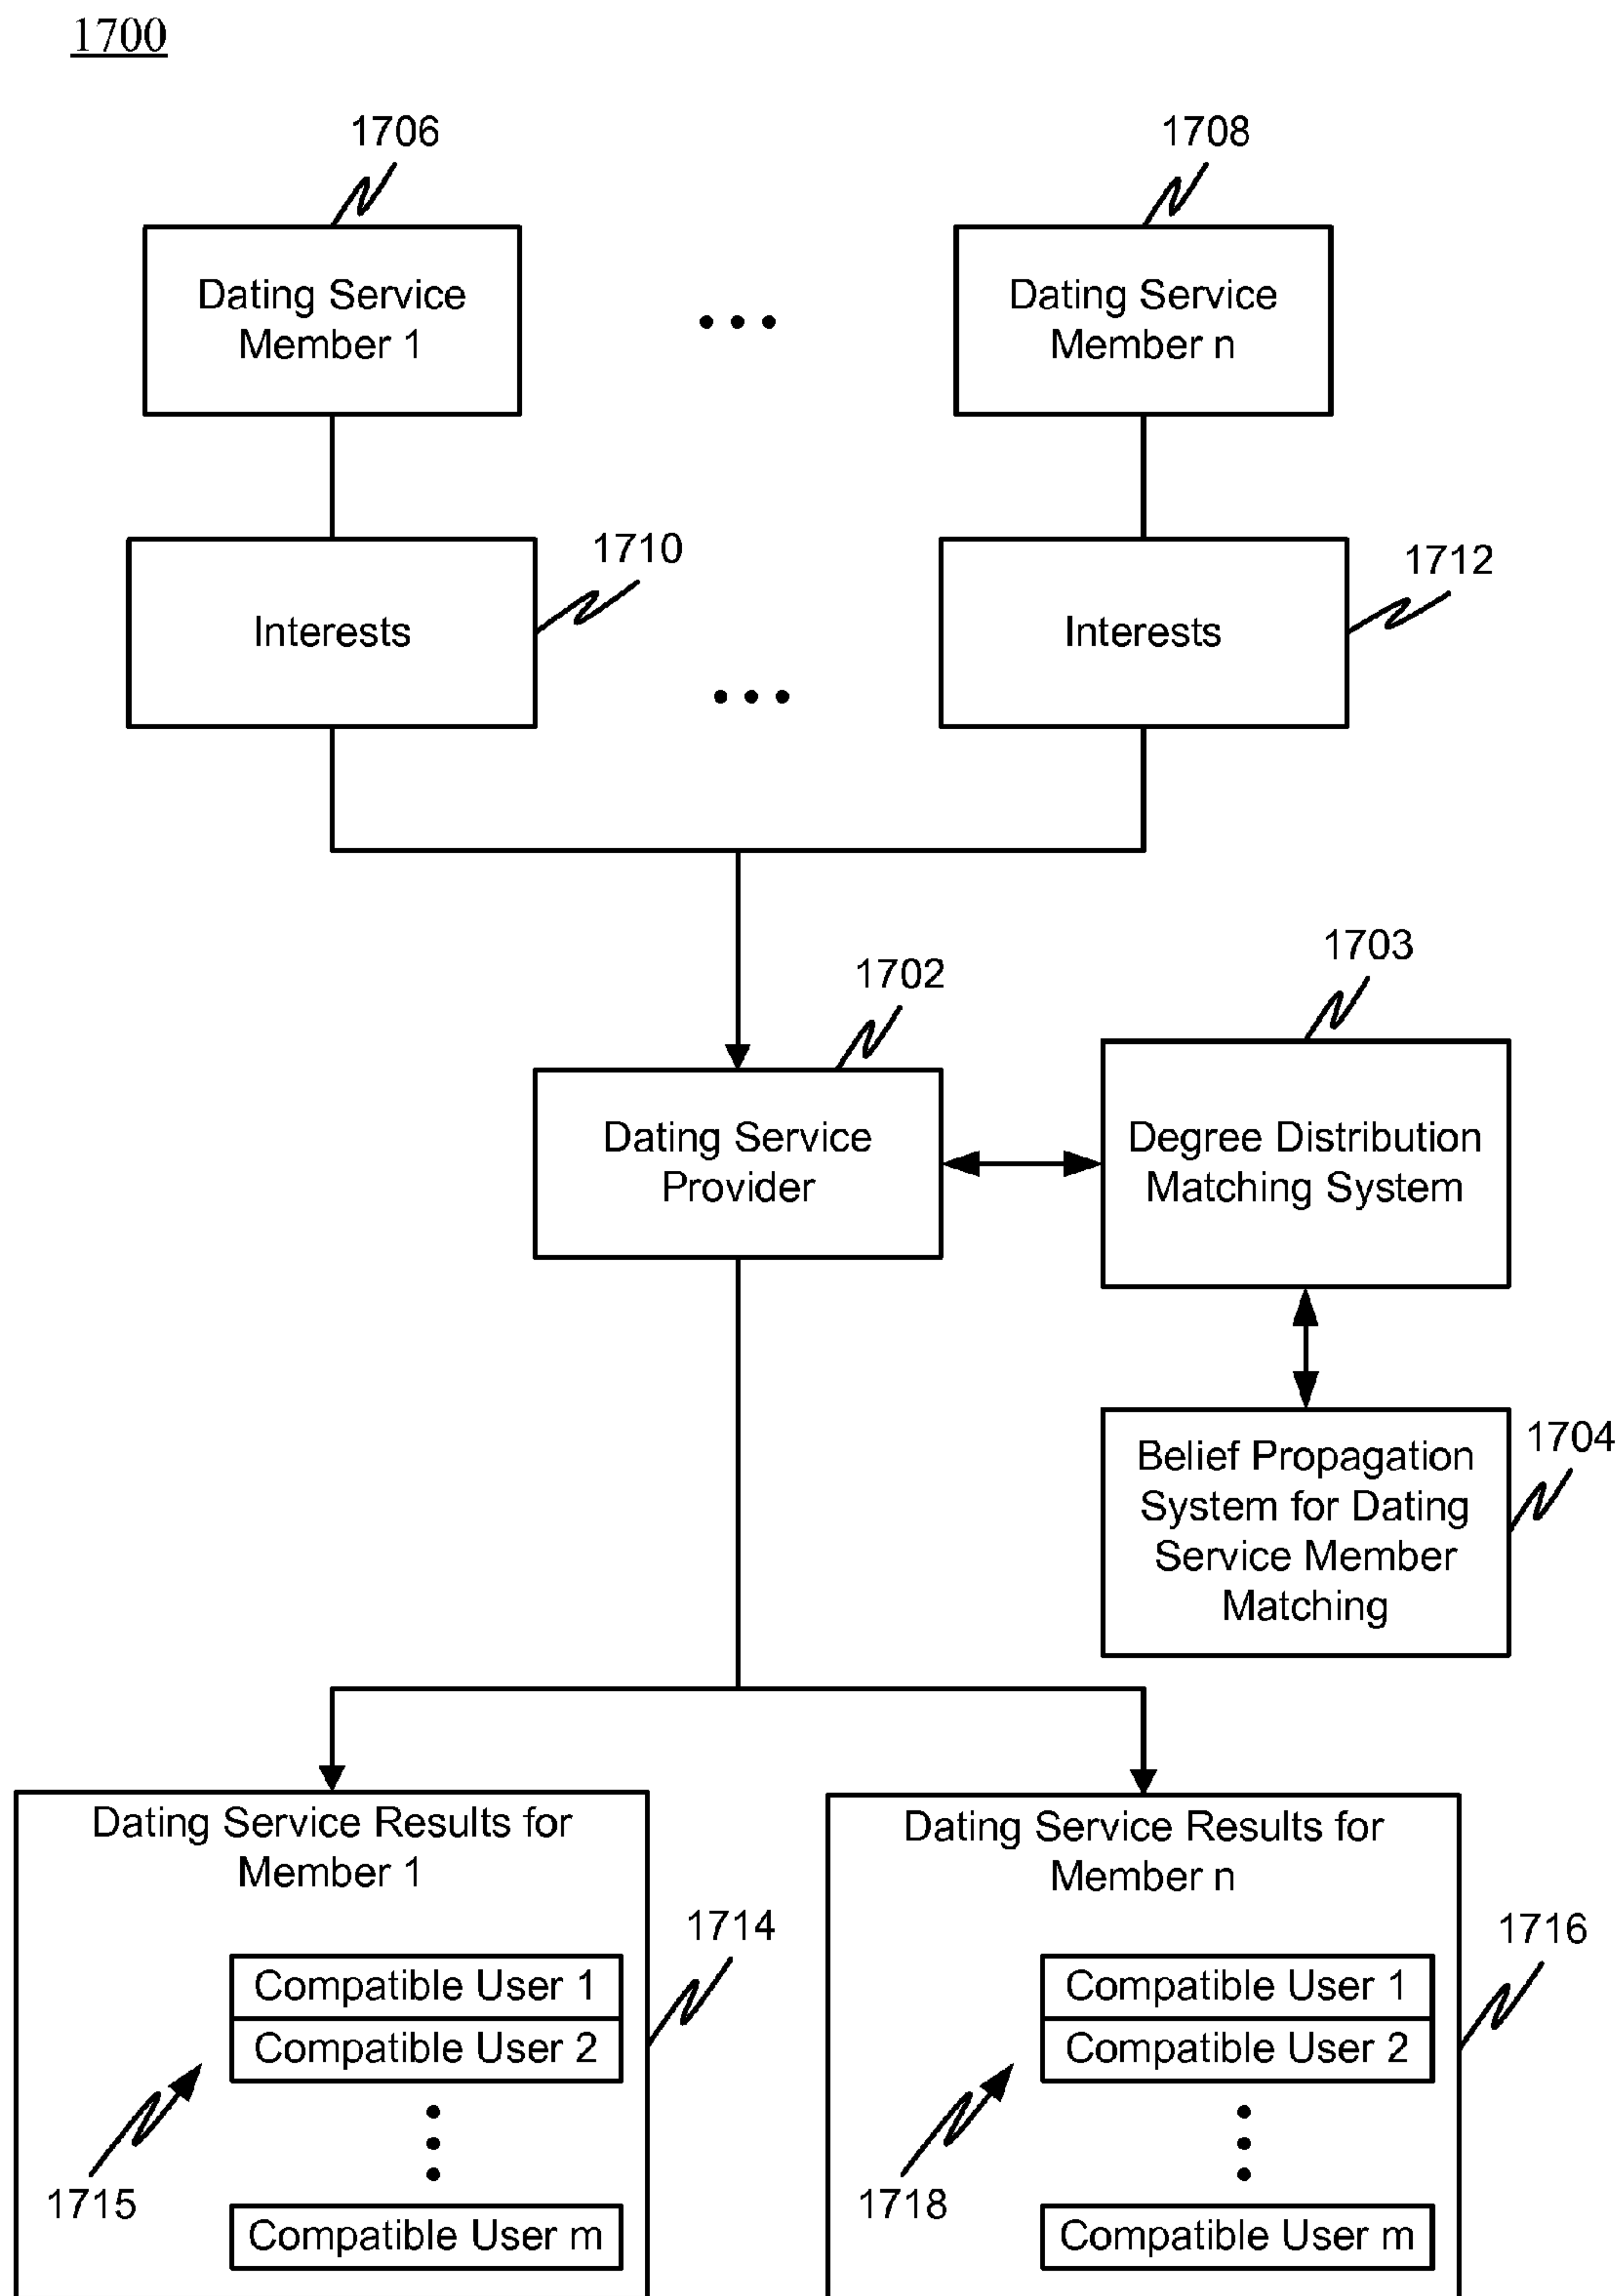 1700
1706
1708
Dating Service
Member 1
Dating Service
Member n
1710
1712
Interests
Interests
1702
1703
Dating Service
Provider
Degree Distribution
Matching System
1704
Belief Propagation
System for Dating
Service Member
Matching
Dating Service Results for
Member 1
1714
Compatible User 1
Compatible User 2
1715
Compatible User m
Dating Service Results for
Member n
1716
Compatible User 1
Compatible User 2
1718
Compatible User m